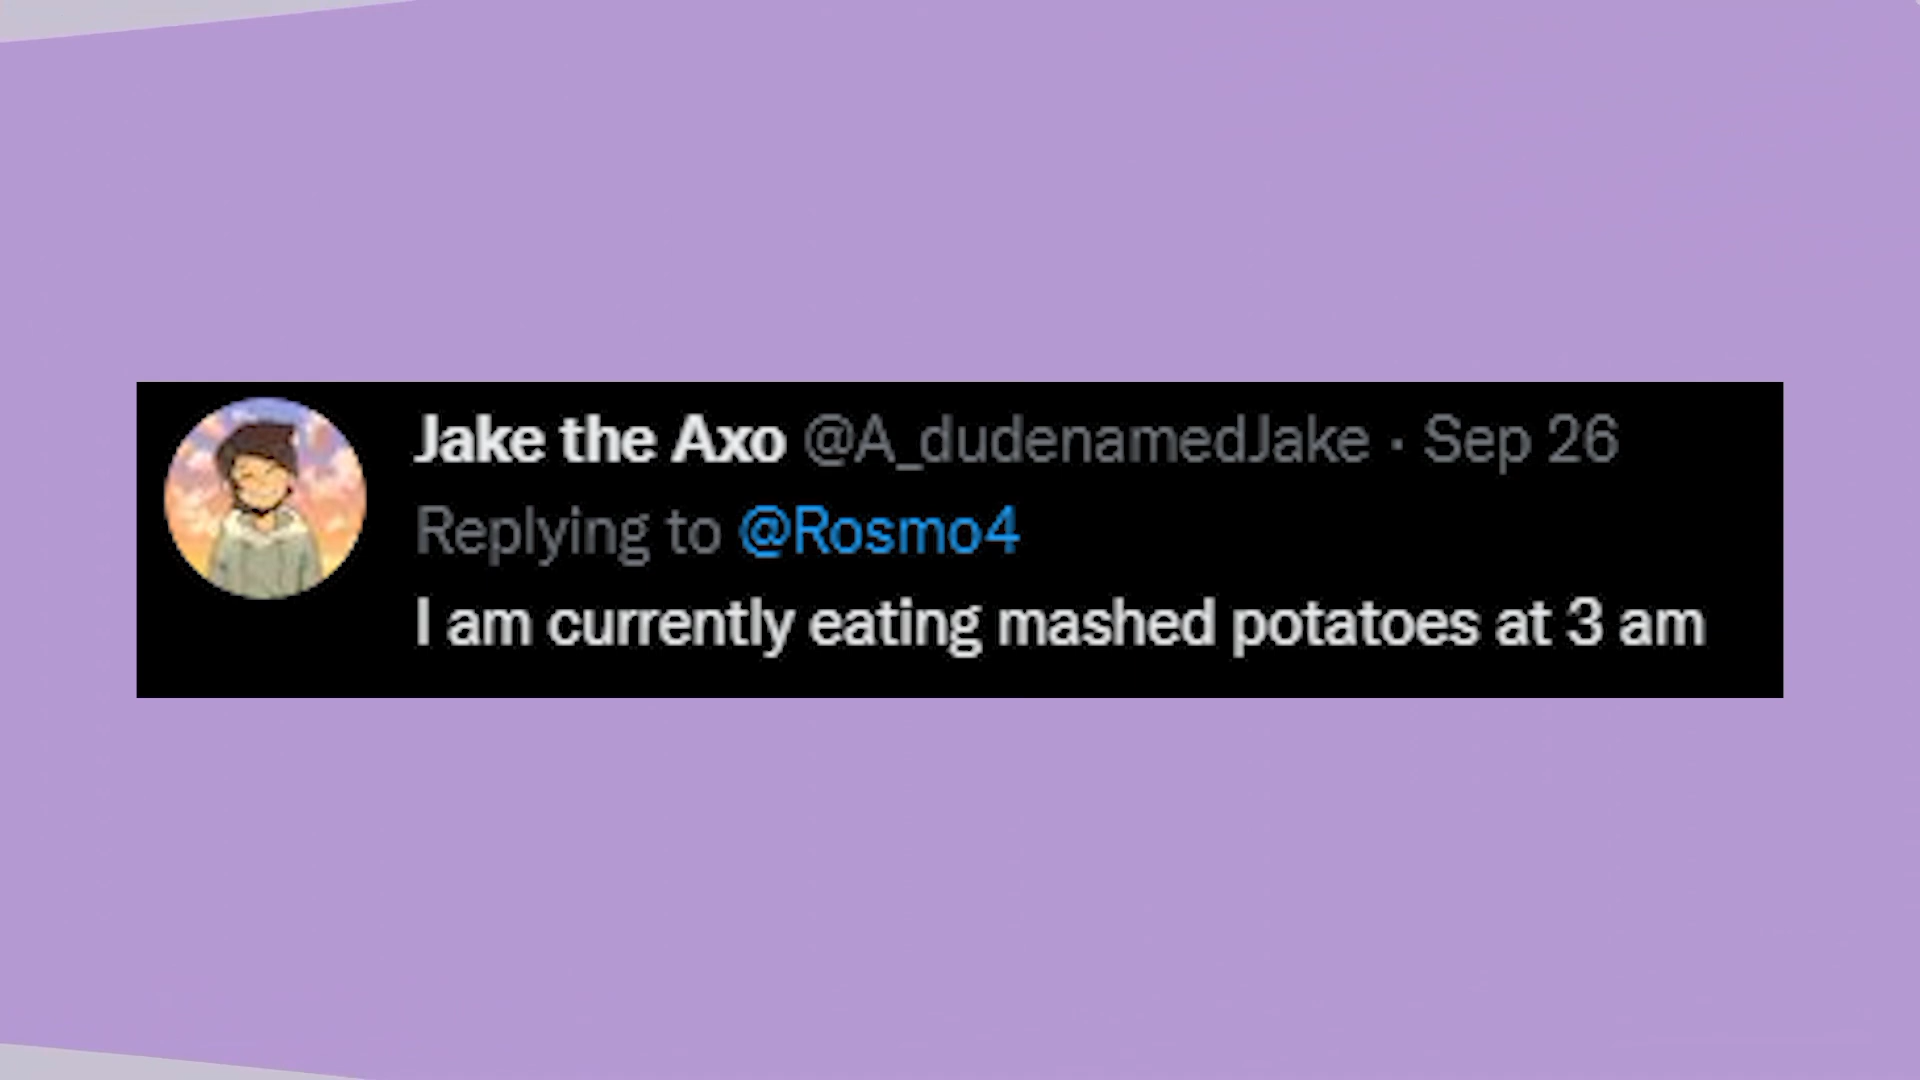 Jake the Axo @A_dudenamedJake · Sep 26
Replying to @Rosmo4
I am currently eating mashed potatoes at 3 am